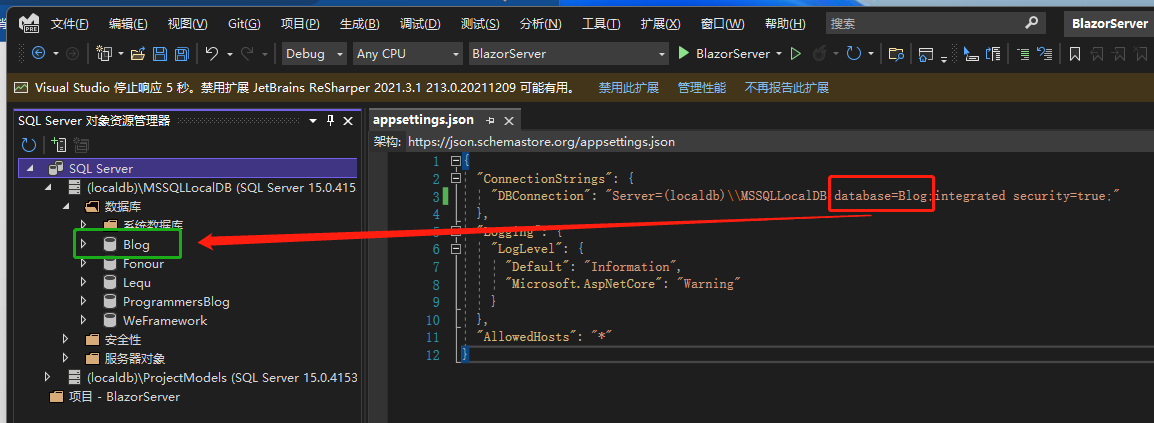 文件(F) 编辑(E) 视图(V) Git(G) 项目(P) 生成(B) 调试(D) 测试(S) 分析(N) 工具(T) 扩展(X) 窗口(W) 帮助(H) 搜索 BlazorServer
PRE
Debug Any CPU BlazorServer BlazorServer
Visual Studio 停止响应 5 秒。禁用扩展 JetBrains ReSharper 2021.3.1 213.0.20211209 可能有用。 禁用此扩展 管理性能 不再报告此扩展
SQL Server 对象资源管理器
SQL Server
(localdb)\MSSQLLocalDB (SQL Server 15.0.415
数据库
系统数据库
Blog
Fonour
Lequ
ProgrammersBlog
WeFramework
安全性
服务器对象
(localdb)\ProjectModels (SQL Server 15.0.4153
项目 - BlazorServer
appsettings.json
架构: https://json.schemastore.org/appsettings.json
1 {
2 "ConnectionStrings": {
3 "DBConnection": "Server=(localdb)\\MSSQLLocalDB;database=Blog;integrated security=true;"
4 },
5 "Logging": {
6 "LogLevel": {
7 "Default": "Information",
8 "Microsoft.AspNetCore": "Warning"
9 }
10 },
11 "AllowedHosts": "*"
12 }